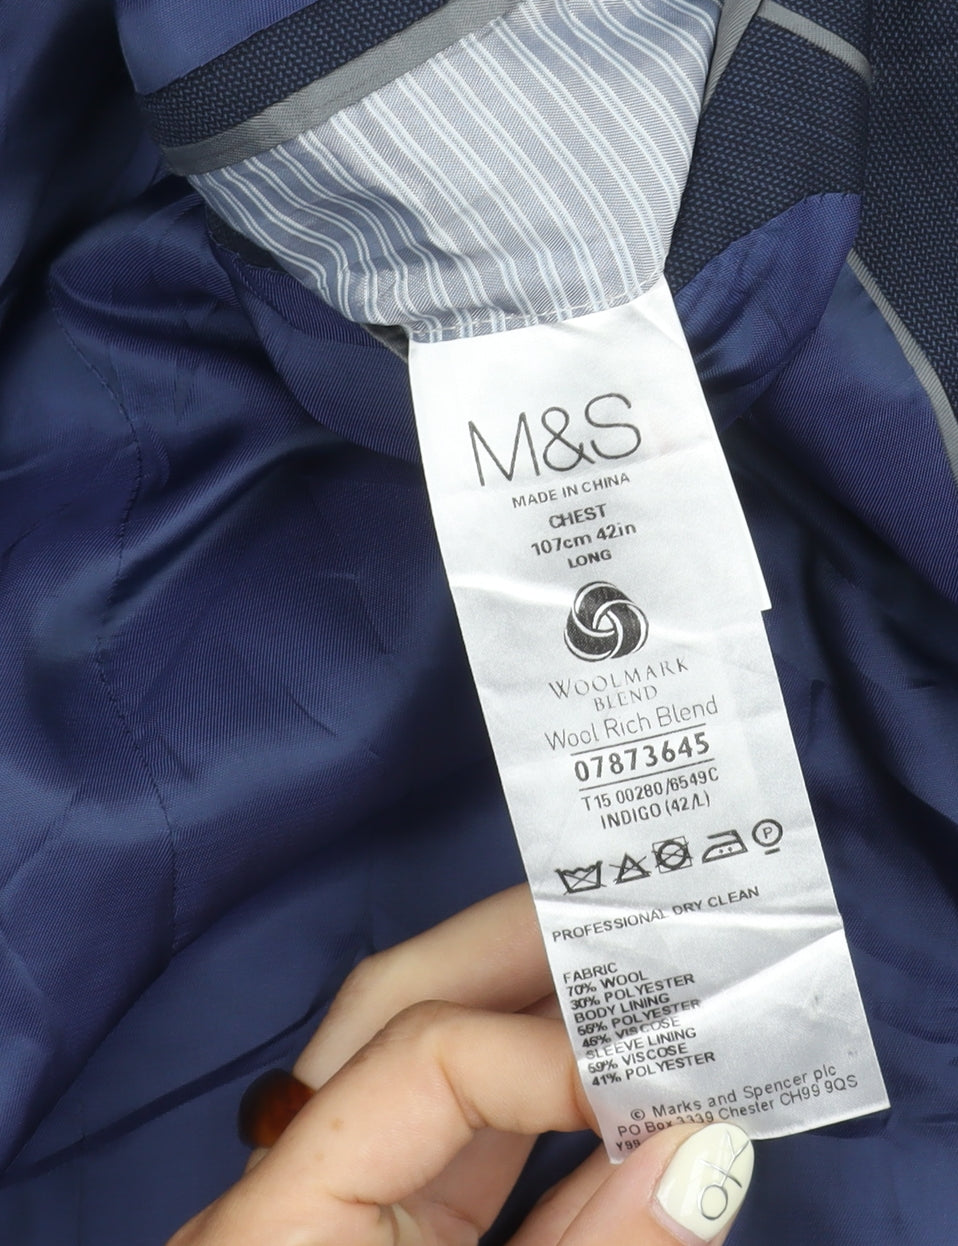 M&S
MADE IN CHINA
CHEST
107cm 42in
LONG
WOOLMARK
BLEND
Wool Rich Blend
07873645
T15 00280/6549C
INDIGO (42/L)
P
PROFESSIONAL DRY CLEAN
FABRIC
70% WOOL
30% POLYESTER
BODY LINING
55% POLYESTER
45% VISCOSE
SLEEVE LINING
59% VISCOSE
41% POLYESTER
© Marks and Spencer plc
PO Box 3339 Chester CH99 9QS
Y99